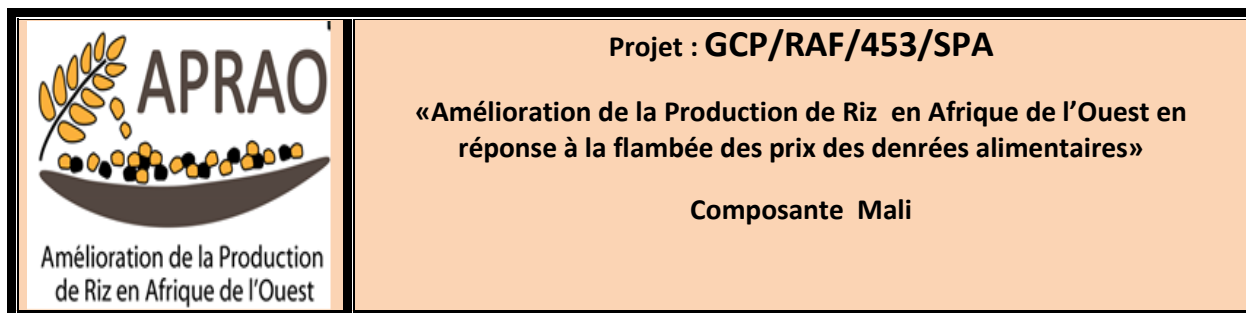 APRAO
Amélioration de la Production
de Riz en Afrique de l’Ouest
Projet : GCP/RAF/453/SPA
«Amélioration de la Production de Riz en Afrique de l’Ouest en
réponse à la flambée des prix des denrées alimentaires»
Composante Mali